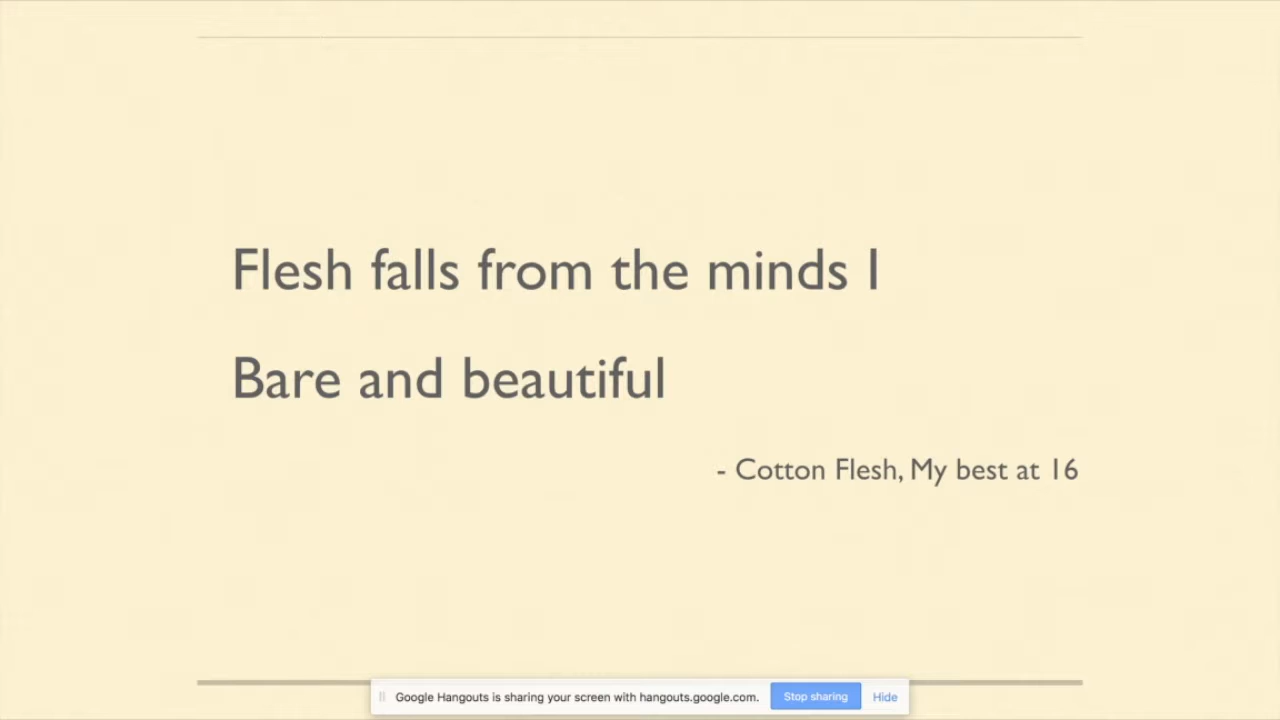 Flesh falls from the minds I
Bare and beautiful
- Cotton Flesh, My best at 16
Google Hangouts is sharing your screen with hangouts.google.com. Stop sharing Hide